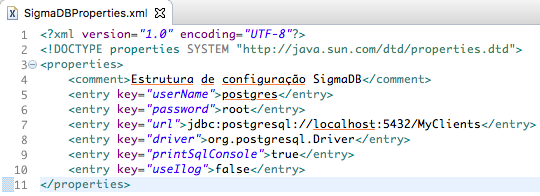 SigmaDBProperties.xml
1 <?xml version="1.0" encoding="UTF-8"?>
2 <!DOCTYPE properties SYSTEM "http://java.sun.com/dtd/properties.dtd">
3 <properties>
4 <comment>Estrutura de configuração SigmaDB</comment>
5 <entry key="userName">postgres</entry>
6 <entry key="password">root</entry>
7 <entry key="url">jdbc:postgresql://localhost:5432/MyClients</entry>
8 <entry key="driver">org.postgresql.Driver</entry>
9 <entry key="printSqlConsole">true</entry>
10 <entry key="useIlog">false</entry>
11 </properties>